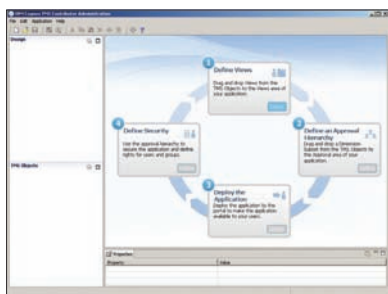 IBM Cognos TM1 Contributor Administration
File Edit Application Help
Design
1
Define Views
Drag and drop Views from the
TM1 Objects to the Views area of
your application.
4
Define Security
Use the approval hierarchy to
secure the application and define
rights for users and groups.
2
Define an Approval
Hierarchy
Drag and drop a Dimension
Subset from the TM1 Objects to
the Approval area of your
application.
TM1 Objects
3
Deploy the
Application
Deploy the application to the
portal to make the application
available to your users.
Properties
Property Value